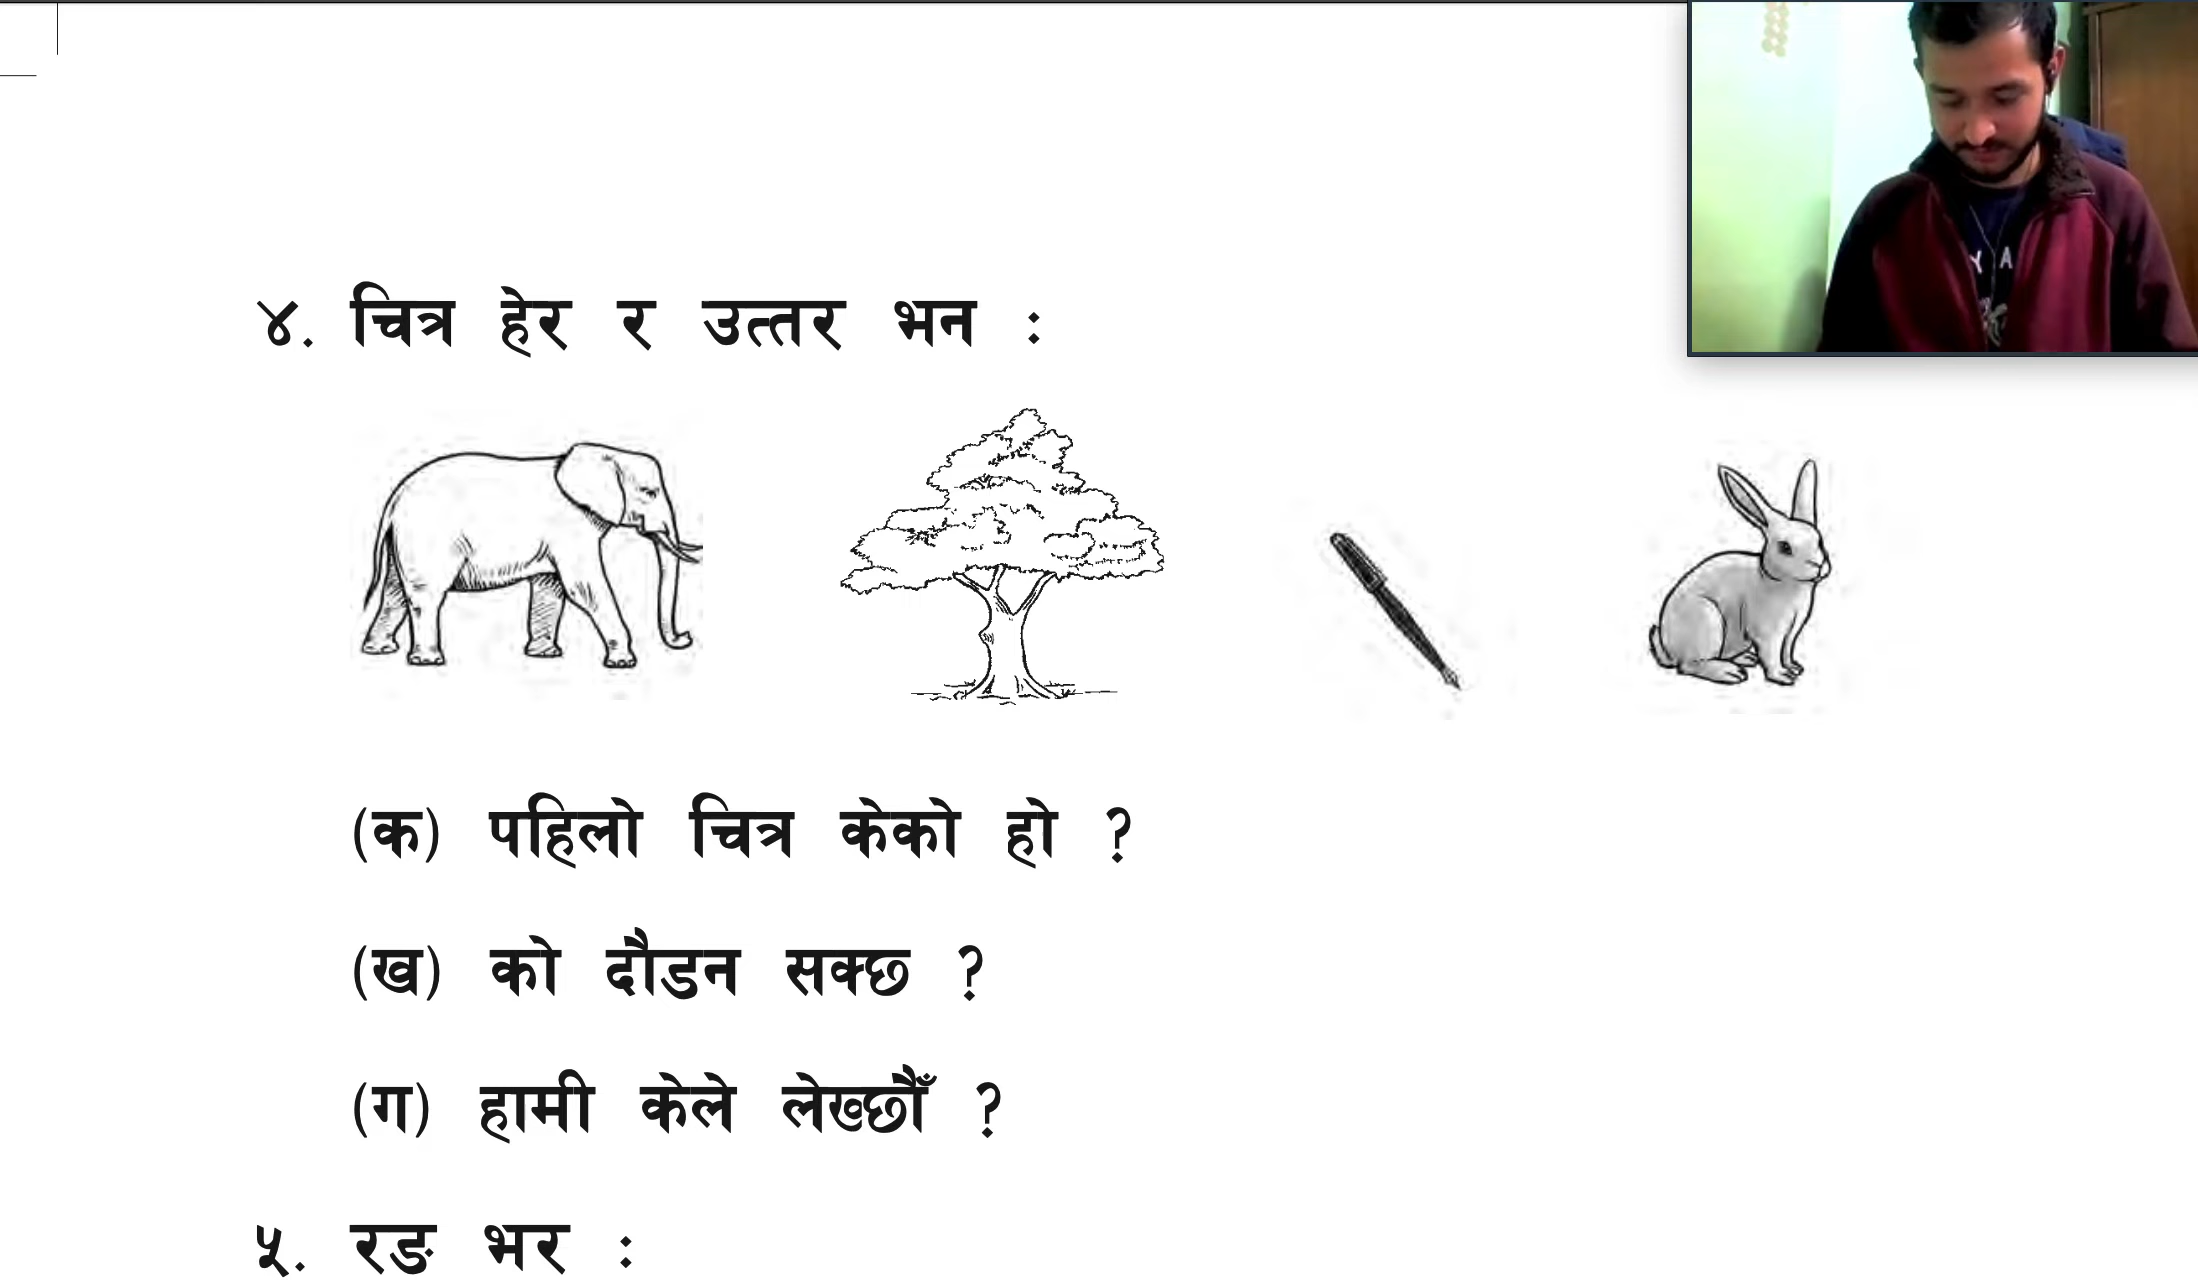 ४. चित्र हेर र उत्तर भन :
(क) पहिलो चित्र केको हो ?
(ख) को दौडन सक्छ ?
(ग) हामी केले लेख्छौँ ?
५. रङ भर :
Y A